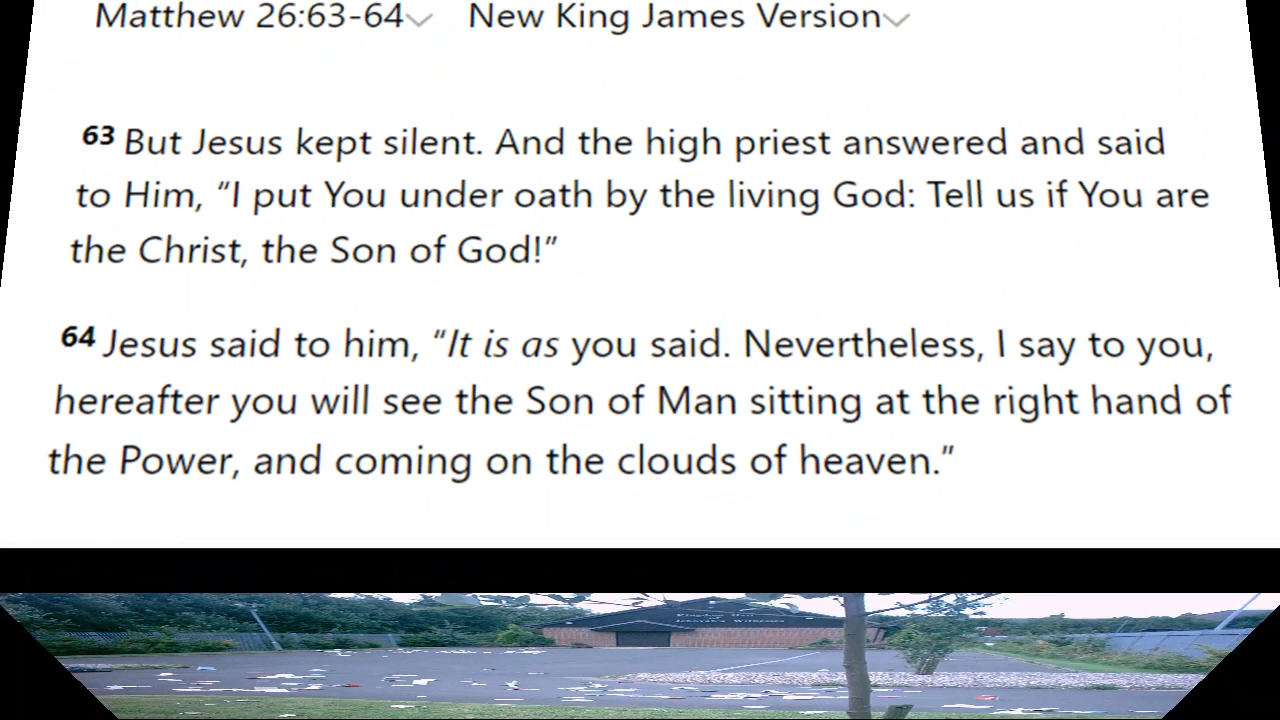 Matthew 26:63-64 New King James Version
63 But Jesus kept silent. And the high priest answered and said
to Him, “I put You under oath by the living God: Tell us if You are
the Christ, the Son of God!”
64 Jesus said to him, “It is as you said. Nevertheless, I say to you,
hereafter you will see the Son of Man sitting at the right hand of
the Power, and coming on the clouds of heaven.”
Jehovah's Witnesses